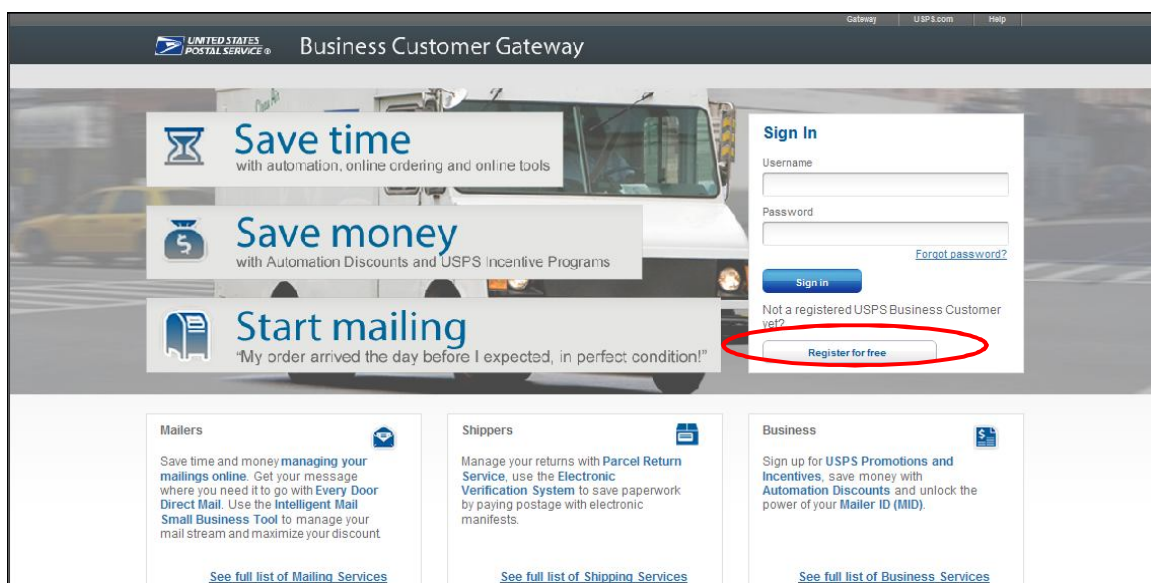 Gateway USPS.com Help
UNITED STATES
POSTAL SERVICE ®
Business Customer Gateway
Save time
with automation, online ordering and online tools
Save money
with Automation Discounts and USPS Incentive Programs
Start mailing
“My order arrived the day before I expected, in perfect condition!”
Sign In
Username
Password
Forgot password?
Sign in
Not a registered USPS Business Customer
yet?
Register for free
Mailers
Save time and money managing your
mailings online. Get your message
where you need it to go with Every Door
Direct Mail. Use the Intelligent Mail
Small Business Tool to manage your
mail stream and maximize your discount
See full list of Mailing Services
Shippers
Manage your returns with Parcel Return
Service, use the Electronic
Verification System to save paperwork
by paying postage with electronic
manifests.
See full list of Shipping Services
Business
Sign up for USPS Promotions and
Incentives, save money with
Automation Discounts and unlock the
power of your Mailer ID (MID).
See full list of Business Services